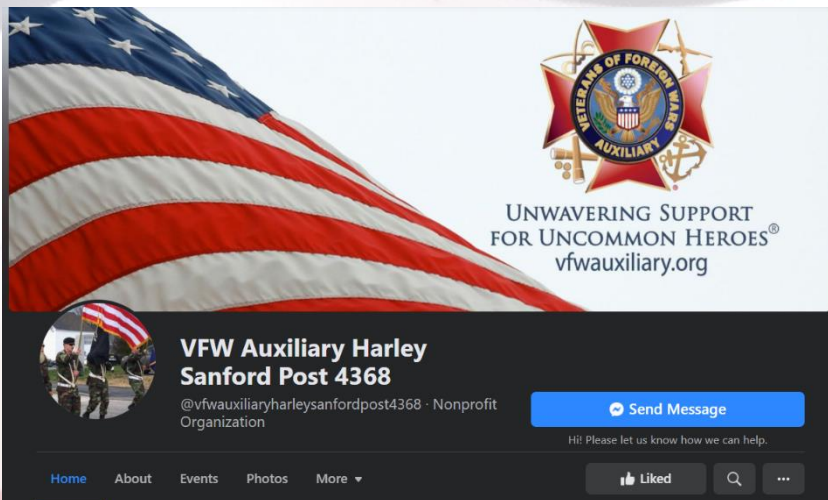 VETERANS OF FOREIGN WARS
AUXILIARY
UNWAVERING SUPPORT
FOR UNCOMMON HEROES®
vfwauxiliary.org
VFW Auxiliary Harley
Sanford Post 4368
@vfwauxiliaryharleysanfordpost4368 · Nonprofit
Organization
Send Message
Hi! Please let us know how we can help.
Home About Events Photos More ▾
Liked